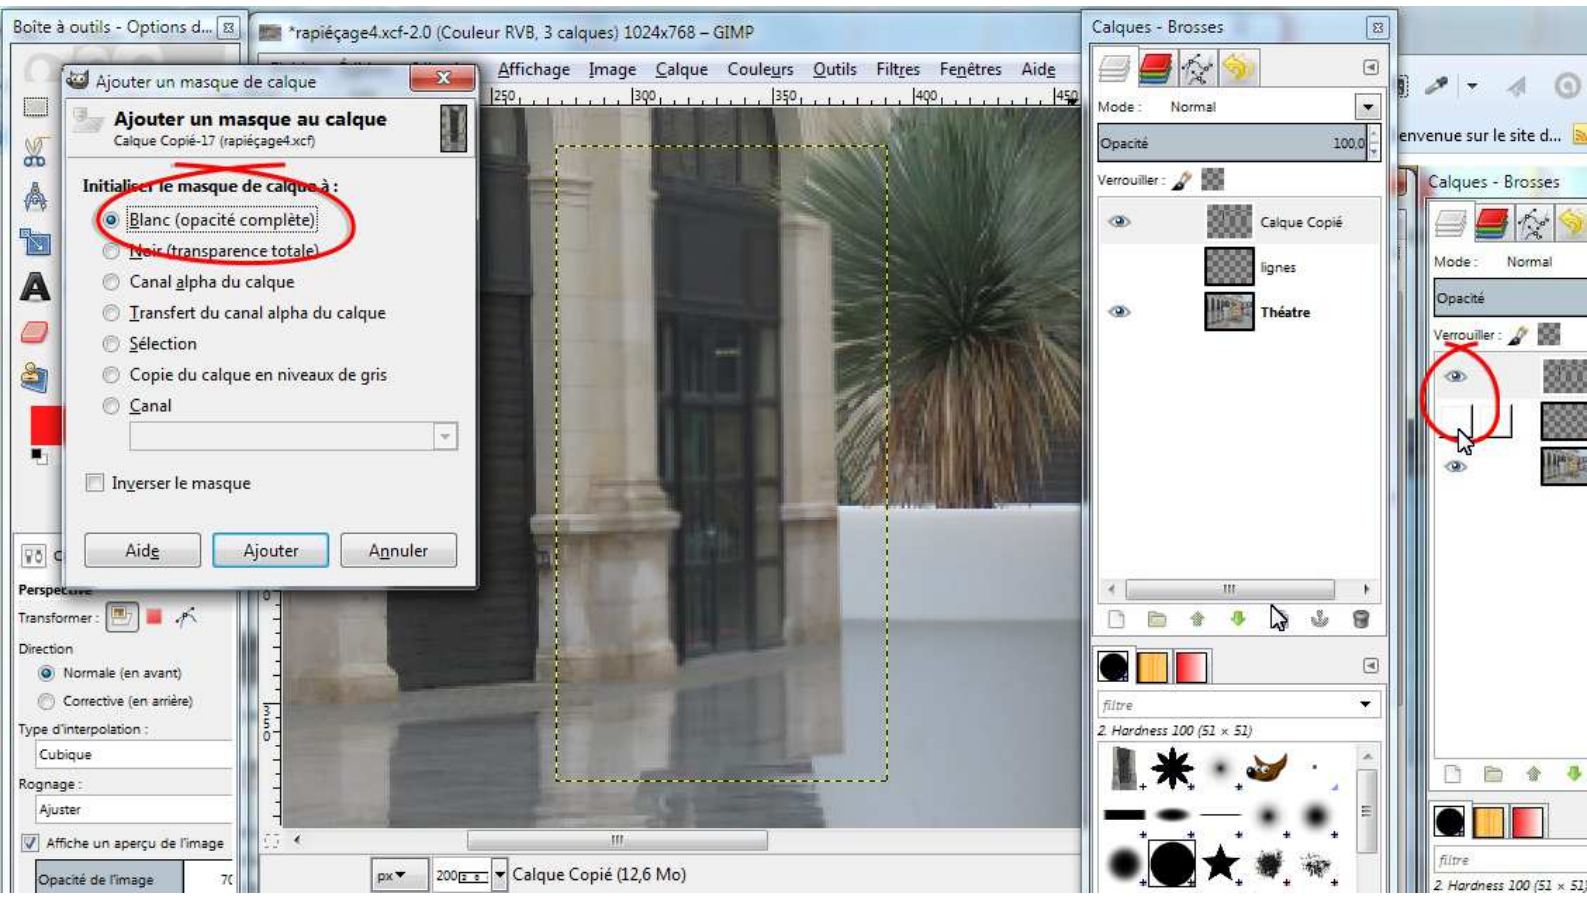 Boîte à outils - Options d...
*rapiéçage4.xcf-2.0 (Couleur RVB, 3 calques) 1024x768 – GIMP
Affichage Image Calque Couleurs Outils Filtres Fenêtres Aide
250 300 350 400 450
Ajouter un masque de calque
Ajouter un masque au calque
Calque Copié-17 (rapiéçage4.xcf)
Initialiser le masque de calque à :
Blanc (opacité complète)
Noir (transparence totale)
Canal alpha du calque
Transfert du canal alpha du calque
Sélection
Copie du calque en niveaux de gris
Canal
Inverser le masque
Aide
Ajouter
Annuler
Perspective
Transformer :
Direction
Normale (en avant)
Corrective (en arrière)
Type d'interpolation :
Cubique
Rognage :
Ajuster
Affiche un aperçu de l'image
Opacité de l'image
350
px
200
Calque Copié (12,6 Mo)
Calques - Brosses
Mode : Normal
Opacité 100,0
Verrouiller :
Calque Copié
lignes
Théatre
filtre
2. Hardness 100 (51 × 51)
envenue sur le site d...
Calques - Brosses
Mode : Normal
Opacité
Verrouiller :
filtre
2. Hardness 100 (51 × 51)